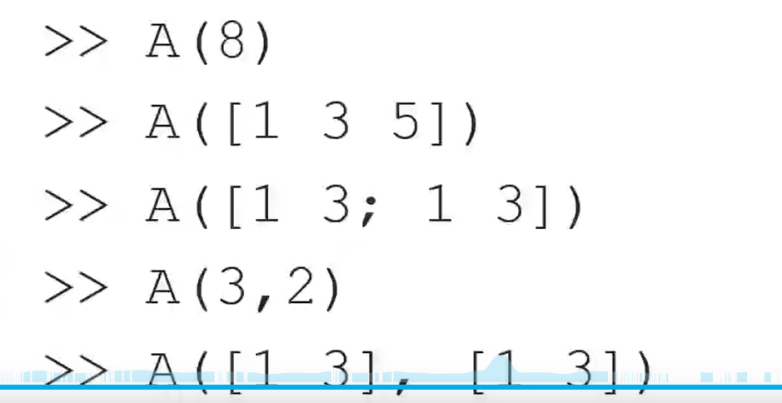 >> A(8)
>> A([1 3 5])
>> A([1 3; 1 3])
>> A(3,2)
>> A([1 3], [1 3])